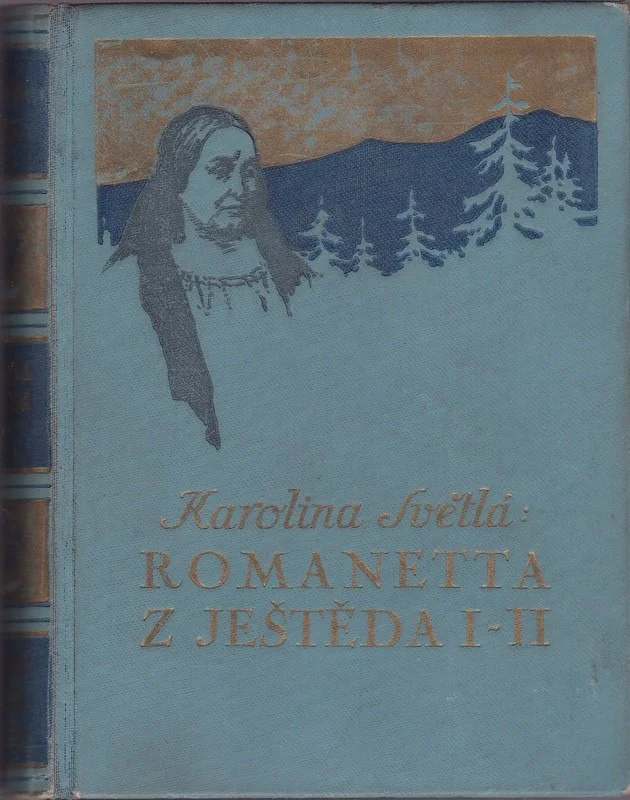 Karolina Světlá:
ROMANETTA
Z JEŠTĚDA I-II